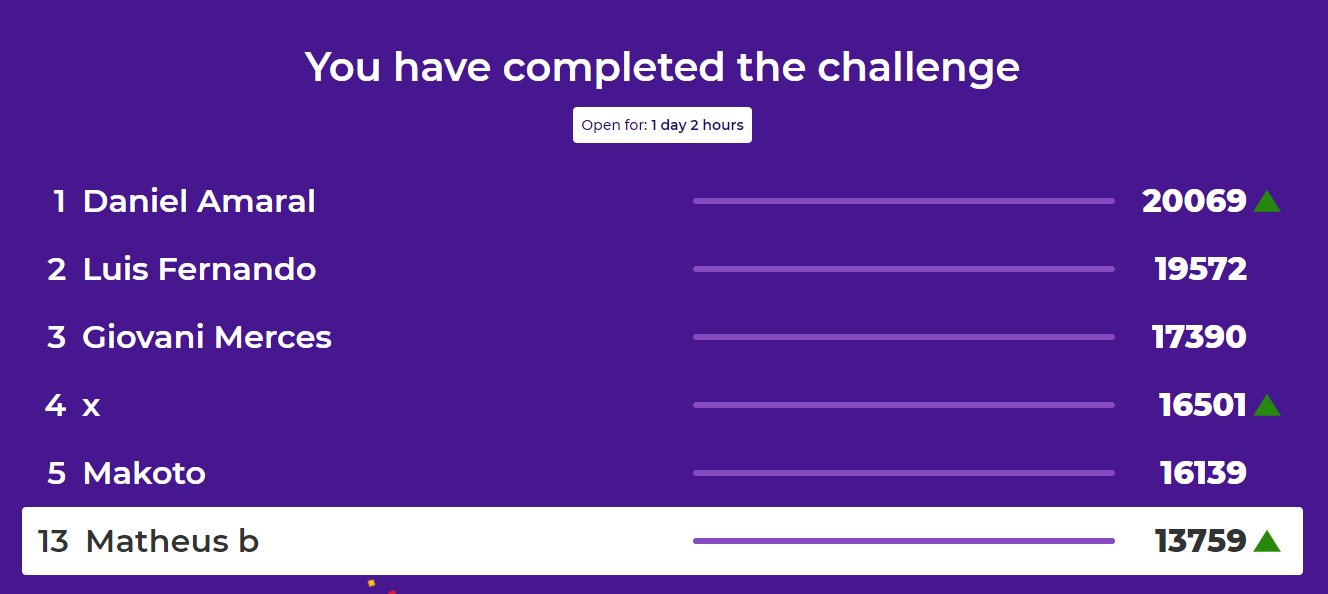 You have completed the challenge
Open for: 1 day 2 hours
1 Daniel Amaral 20069
2 Luis Fernando 19572
3 Giovani Merces 17390
4 x 16501
5 Makoto 16139
13 Matheus b 13759